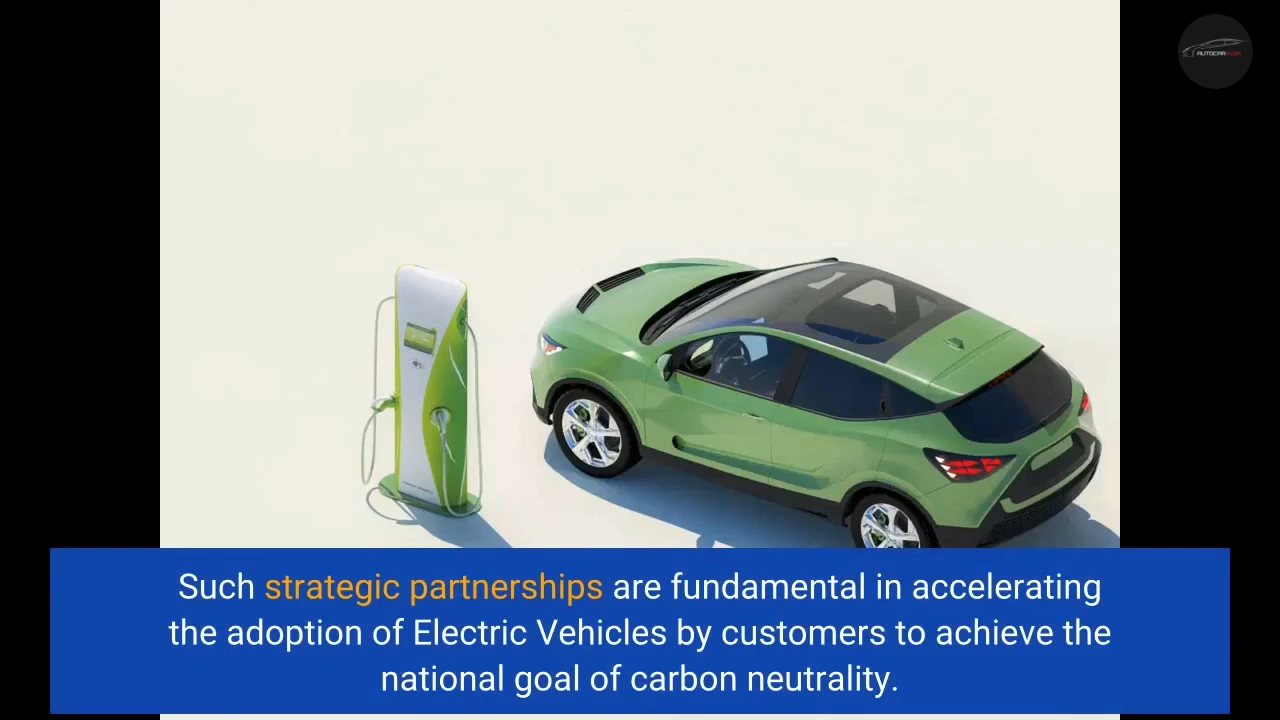 AUTOCARINDIA
Such strategic partnerships are fundamental in accelerating
the adoption of Electric Vehicles by customers to achieve the
national goal of carbon neutrality.